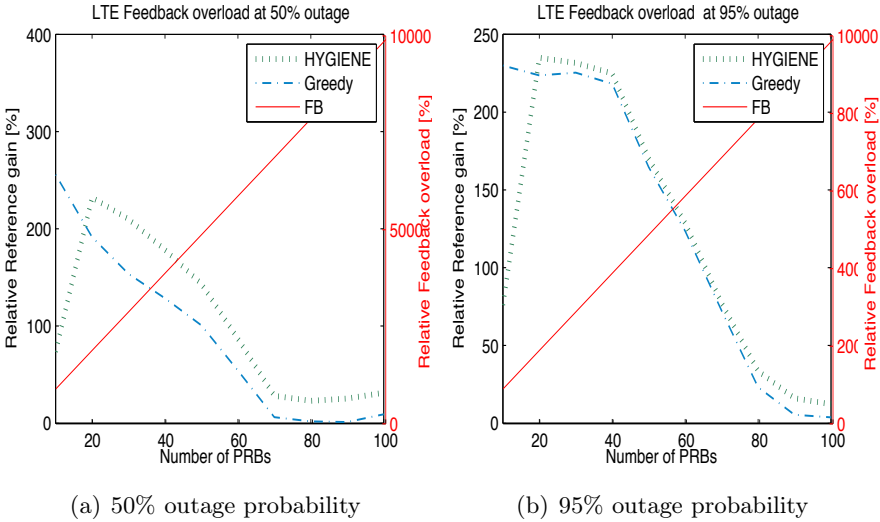 LTE Feedback overload at 50% outage
400
300
200
100
0
10000
5000
0
HYGIENE
Greedy
FB
Relative Reference gain [%]
Relative Feedback overload [%]
20
40
60
80
100
Number of PRBs
(a) 50% outage probability
LTE Feedback overload at 95% outage
250
200
150
100
50
0
HYGIENE
Greedy
FB
Relative Reference gain [%]
Relative Feedback overload [%]
10000
20
40
60
80
100
Number of PRBs
0
(b) 95% outage probability